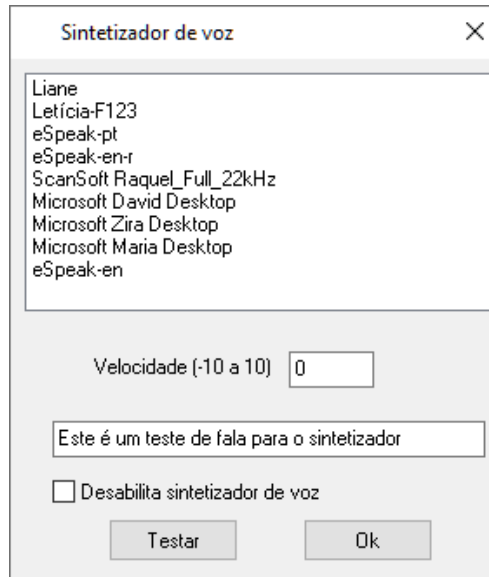 Sintetizador de voz
Liane
Letícia-F123
eSpeak-pt
eSpeak-en-r
ScanSoft Raquel_Full_22kHz
Microsoft David Desktop
Microsoft Zira Desktop
Microsoft Maria Desktop
eSpeak-en
Velocidade (-10 a 10) 0
Este é um teste de fala para o sintetizador
Desabilita sintetizador de voz
Testar Ok